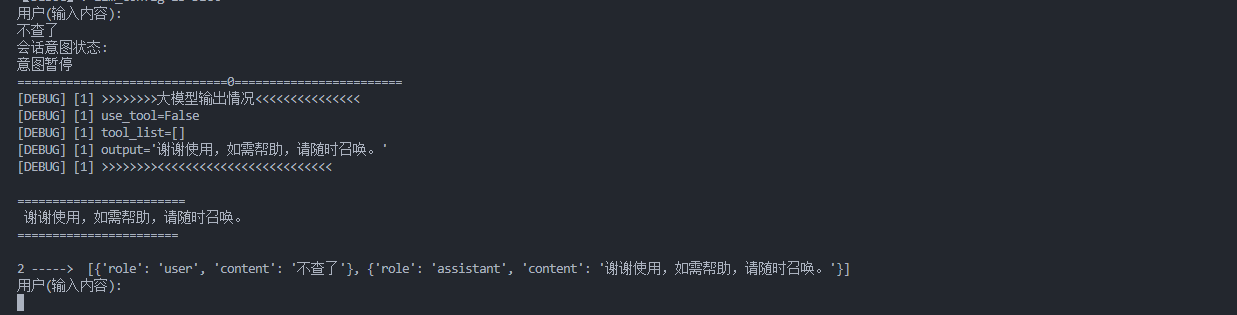 用户(输入内容):
不查了
会话意图状态:
意图暂停
==============================0========================
[DEBUG] [1] >>>>>>>>大模型输出情况<<<<<<<<<<<<<<<
[DEBUG] [1] use_tool=False
[DEBUG] [1] tool_list=[]
[DEBUG] [1] output='谢谢使用，如需帮助，请随时召唤。'
[DEBUG] [1] >>>>>>>><<<<<<<<<<<<<<<<<<<<<<<<<
========================
谢谢使用，如需帮助，请随时召唤。
=======================
2 -----> [{'role': 'user', 'content': '不查了'}, {'role': 'assistant', 'content': '谢谢使用，如需帮助，请随时召唤。'}]
用户(输入内容):